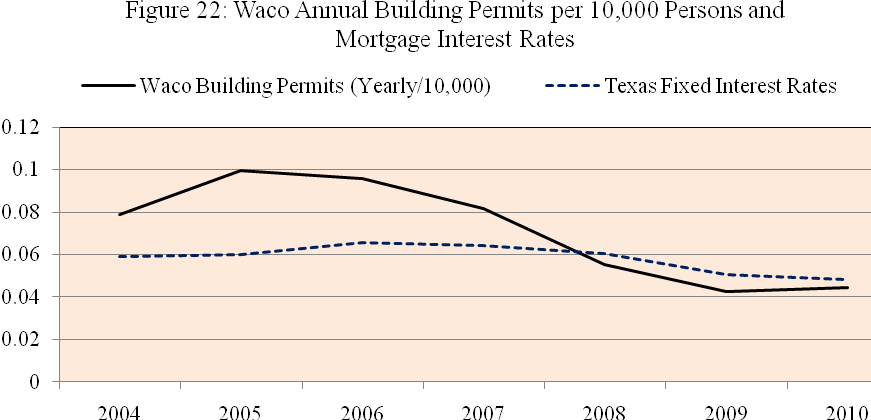 Figure 22: Waco Annual Building Permits per 10,000 Persons and
Mortgage Interest Rates
Waco Building Permits (Yearly/10,000) Texas Fixed Interest Rates
0.12
0.1
0.08
0.06
0.04
0.02
0
2004 2005 2006 2007 2008 2009 2010